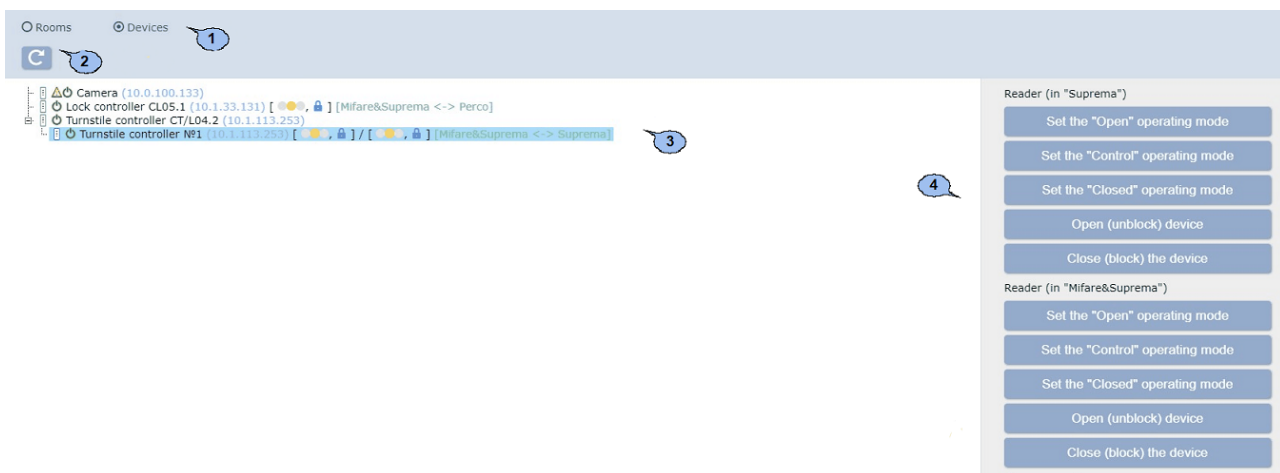 Rooms Devices 1
2
Camera (10.0.100.133)
Lock controller CL05.1 (10.1.33.131) [ , ] [Mifare&Suprema <-> Perco]
Turnstile controller CT/L04.2 (10.1.113.253)
Turnstile controller №1 (10.1.113.253) [ , ] / [ , ] [Mifare&Suprema <-> Suprema]
3
4
Reader (in "Suprema")
Set the "Open" operating mode
Set the "Control" operating mode
Set the "Closed" operating mode
Open (unblock) device
Close (block) the device
Reader (in "Mifare&Suprema")
Set the "Open" operating mode
Set the "Control" operating mode
Set the "Closed" operating mode
Open (unblock) device
Close (block) the device